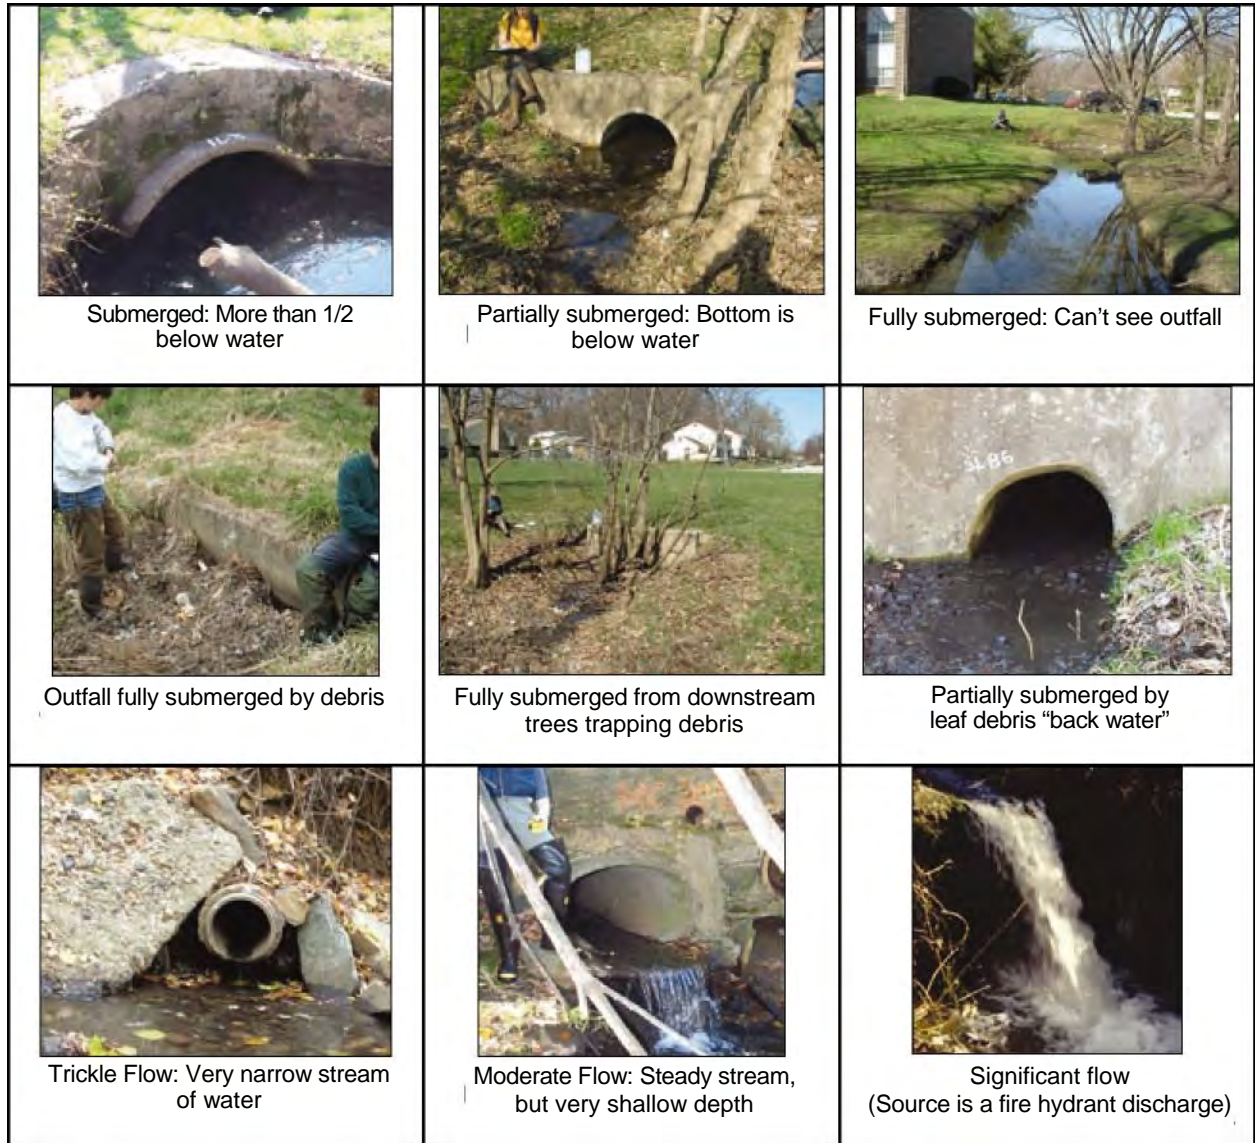 Submerged: More than 1/2
below water
Partially submerged: Bottom is
below water
Fully submerged: Can't see outfall
Outfall fully submerged by debris
Fully submerged from downstream
trees trapping debris
SL86
Partially submerged by
leaf debris “back water”
Trickle Flow: Very narrow stream
of water
Moderate Flow: Steady stream,
but very shallow depth
Significant flow
(Source is a fire hydrant discharge)